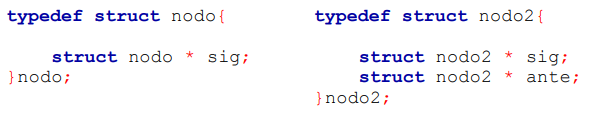 typedef struct nodo{
struct nodo * sig;
}nodo;
typedef struct nodo2{
struct nodo2 * sig;
struct nodo2 * ante;
}nodo2;